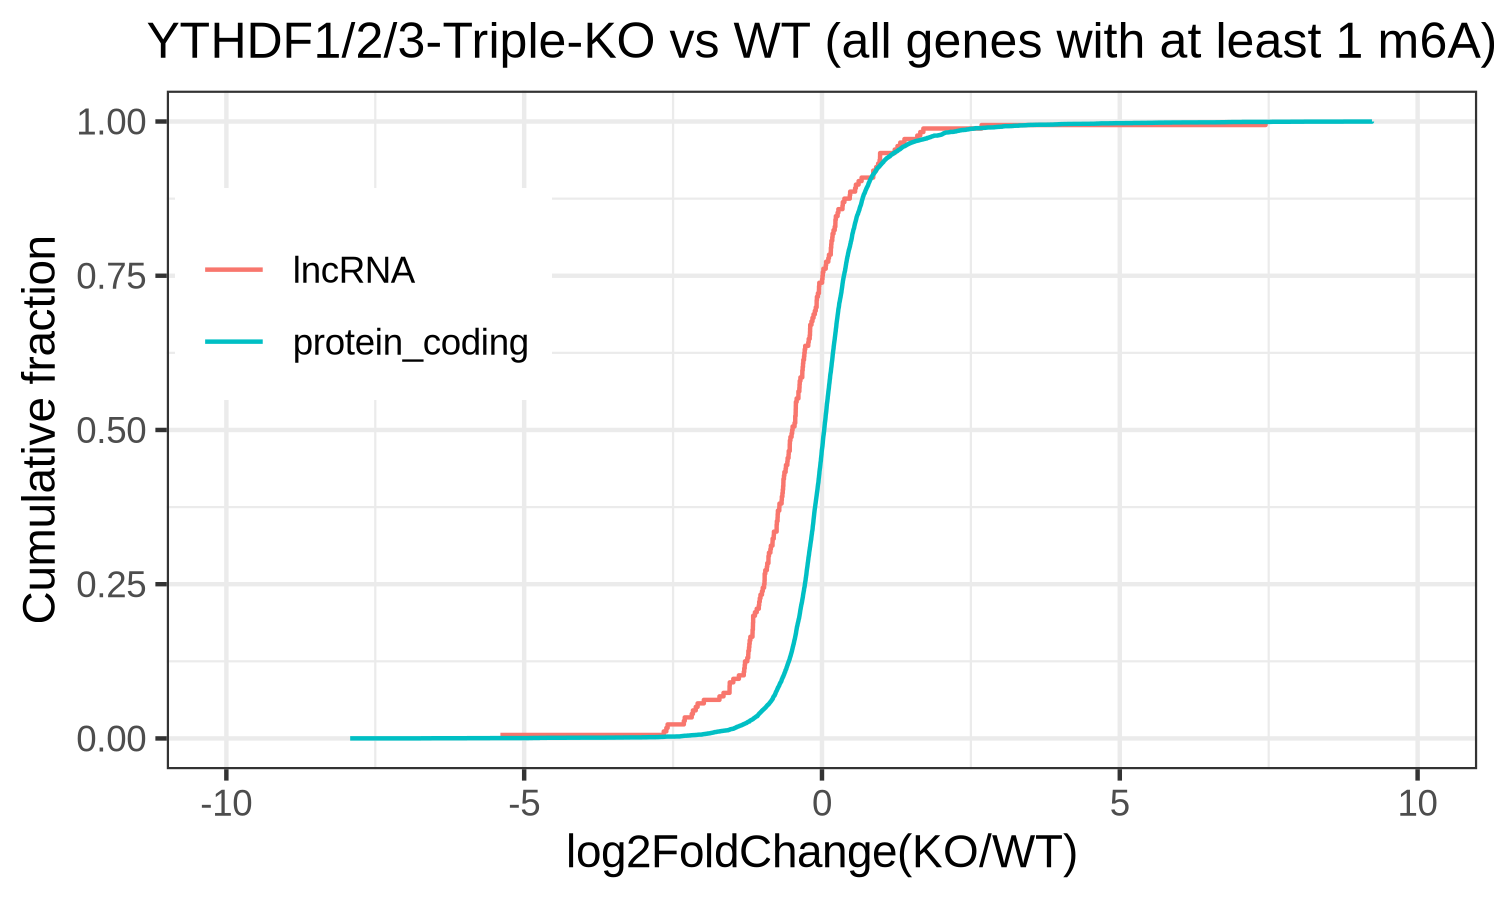 YTHDF1/2/3-Triple-KO vs WT (all genes with at least 1 m6A)
1.00
0.75
0.50
0.25
0.00
Cumulative fraction
lncRNA
protein_coding
-10
-5
0
5
10
log2FoldChange(KO/WT)